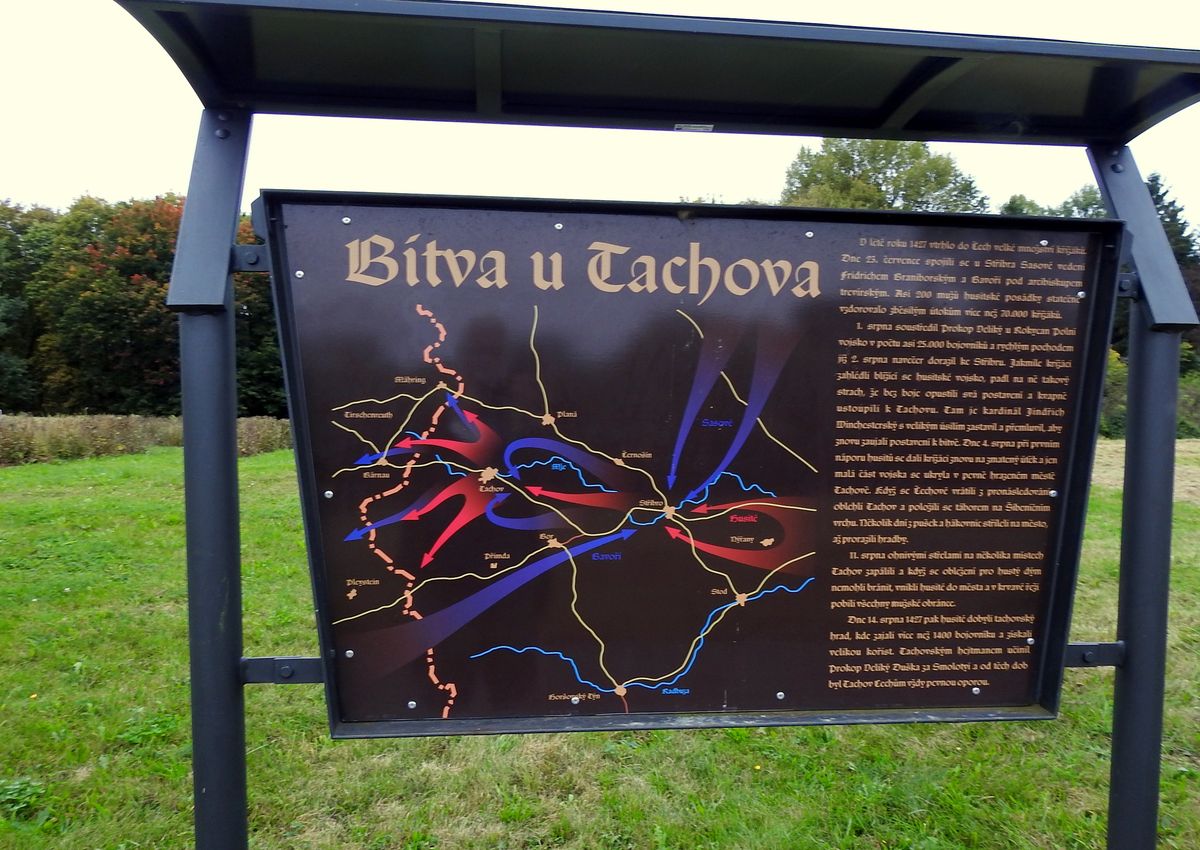 Bitva u Tachova
V létě roku 1427 vtrhlo do Čech velké množství křižáků.
Dne 23. července spojili se u Stříbra Sasové vedení
Fridrichem Braniborským a Bavoři pod arcibiskupem
trevírským. Asi 200 mužů husitské posádky statečně
vzdorovalo zběsilým útokům více než 70.000 křižáků.
1. srpna soustředil Prokop Veliký u Rokycan Polní
vojsko v počtu asi 25.000 bojovníků a rychlým pochodem
již 2. srpna navečer dorazil ke Stříbru. Jakmile křižáci
zahlédli blížící se husitské vojsko, padl na ně takový
strach, že bez boje opustili svá postavení a kvapně
ustoupili k Tachovu. Tam je kardinál Jindřich
Winchesterský s velikým úsilím zastavil a přemluvil, aby
znovu zaujali postavení k bitvě. Dne 4. srpna při prvním
náporu husitů se dali křižáci znovu na zmatený útěk a jen
malá část vojska se ukryla v pevně hrazeném městě
Tachově. Když se Čechové vrátili z pronásledování
oblehli Tachov a položili se táborem na Šibeničním
vrchu. Několik dní z pušek a hákovnic stříleli na město,
až prorazili hradby.
11. srpna ohnivými střelami na několika místech
Tachov zapálili a když se obležení pro hustý dým
nemohli bránit, vnikli husité do města a v krvavé řeži
pobili všechny mužské obránce.
Dne 14. srpna 1427 pak husité dobyli tachovský
hrad, kde zajali více než 1400 bojovníku a získali
velikou kořist. Tachovským hejtmanem učinil
Prokop Veliký Duška za Smolotýi a od těch dob
byl Tachov Čechům vždy pevnou oporou.
Mähring
Tirschenreuth
Planá
Sasové
Černošín
Bärnau
Mže
Tachov
Stříbro
Husité
Nýřany
Bor
Bavoři
Přimda
Pleystein
Stod
Horšovský Týn
Radbuza